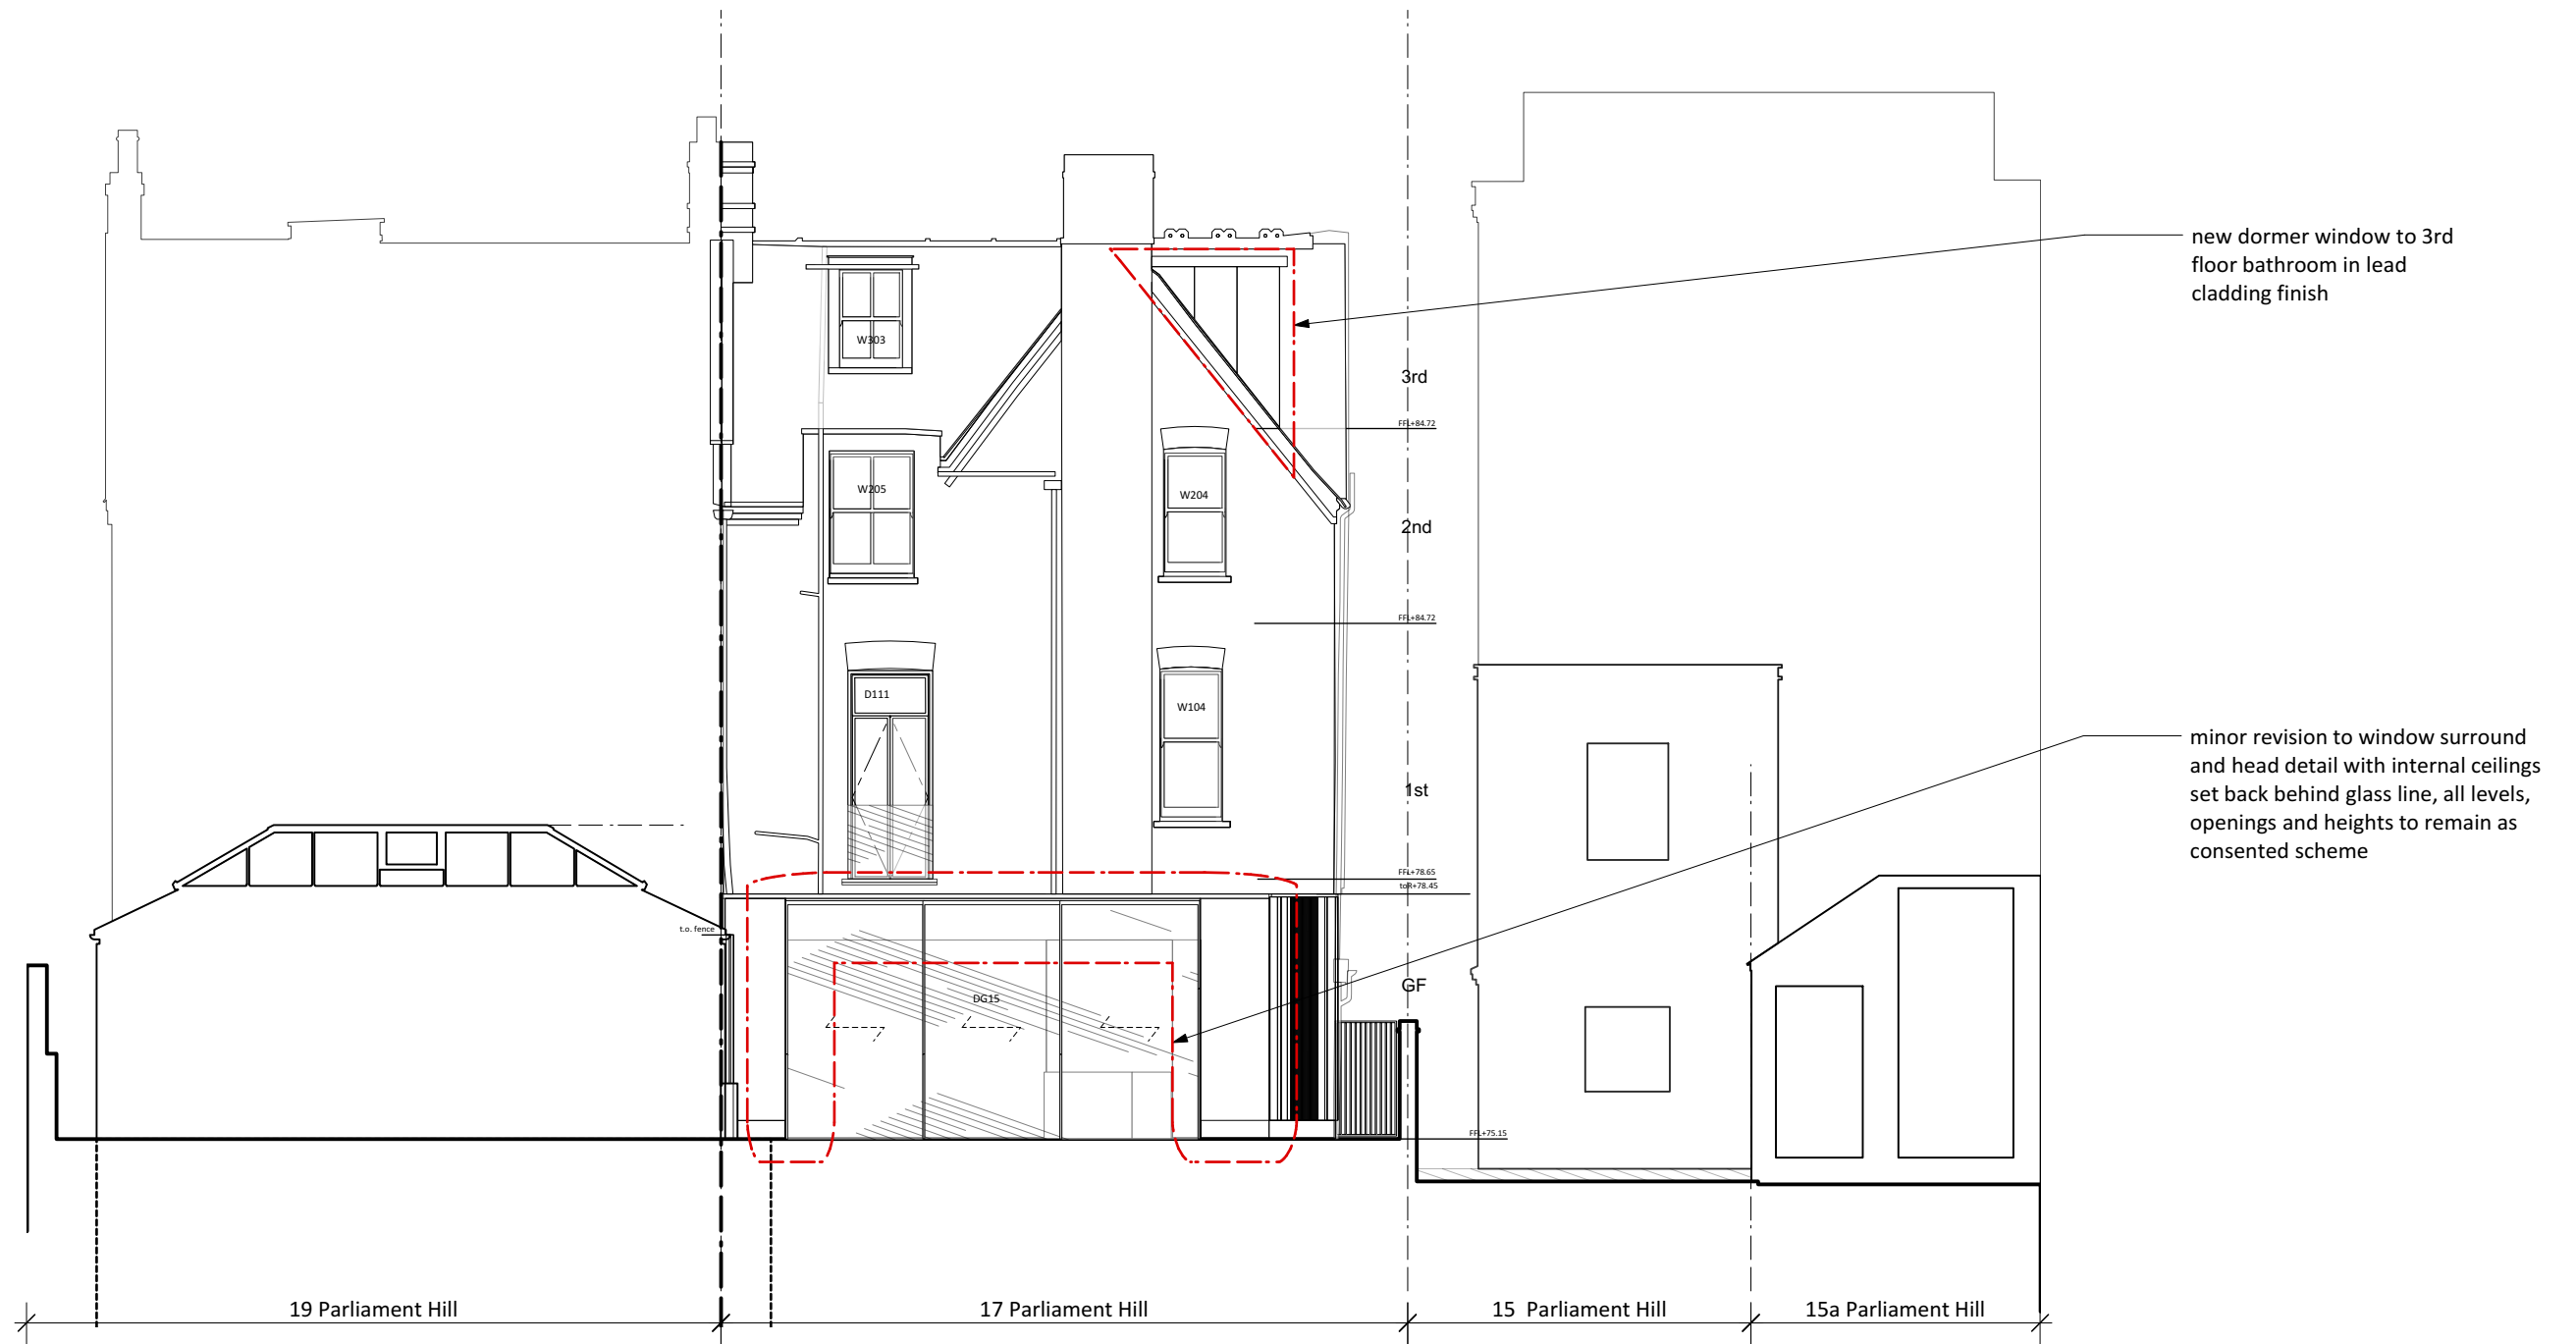 new dormer window to 3rd
floor bathroom in lead
cladding finish
W303
3rd
FFL+84.72
W205
W204
2nd
FFL+84.72
D111
W104
minor revision to window surround
and head detail with internal ceilings
set back behind glass line, all levels,
openings and heights to remain as
consented scheme
1st
FFL+78.65
toR+78.45
t.o. fence
GF
DG15
FFL+75.15
19 Parliament Hill
17 Parliament Hill
15 Parliament Hill
15a Parliament Hill